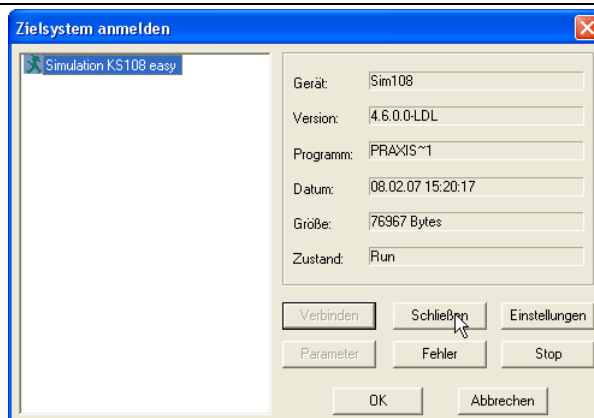 Zielsystem anmelden
Simulation KS108 easy
Gerät: Sim108
Version: 4.6.0.0-LDL
Programm: PRAXIS~1
Datum: 08.02.07 15:20:17
Größe: 76967 Bytes
Zustand: Run
Verbinden Schließen Einstellungen
Parameter Fehler Stop
OK Abbrechen